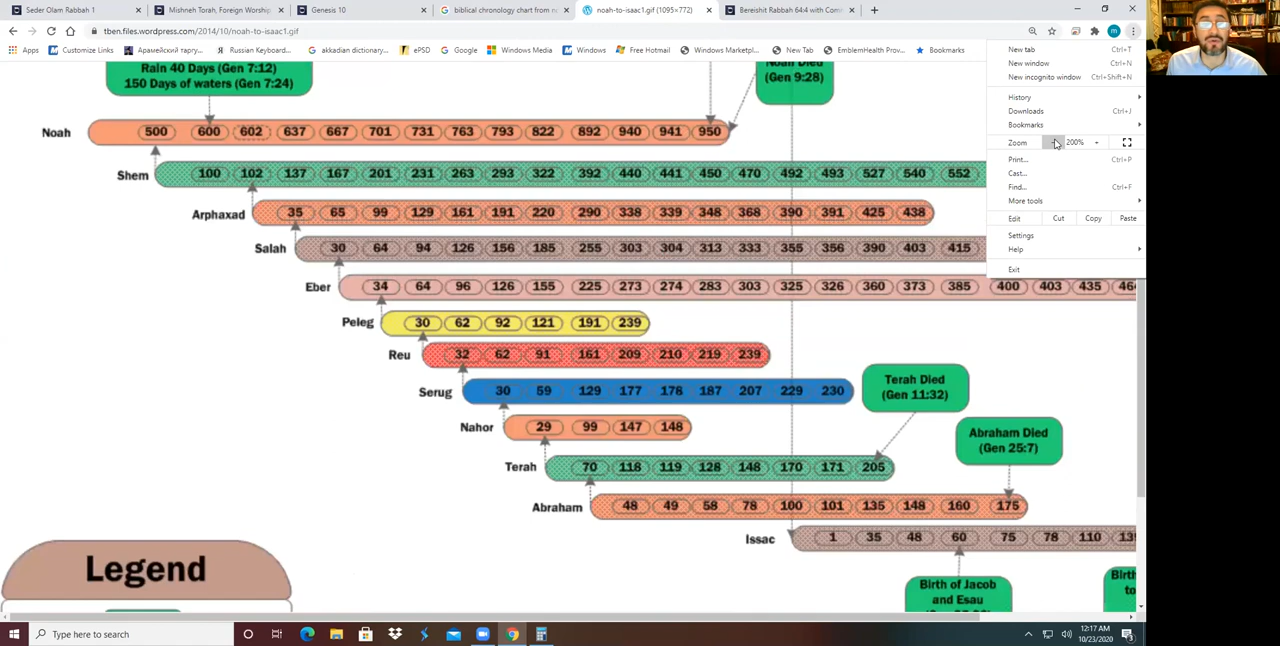 Seder Olam Rabbah 1
Mishneh Torah, Foreign Worship
Genesis 10
biblical chronology chart from n
noah-to-isaac1.gif (1095×772)
Bereishit Rabbah 64:4 with Com
tben.files.wordpress.com/2014/10/noah-to-isaac1.gif
Apps
Customize Links
Арамейский тaргу...
Russian Keyboard...
akkadian dictionary...
ePSD
Google
Windows Media
Windows
Free Hotmail
Windows Marketpl...
New Tab
EmblemHealth Prov...
Bookmarks
New tab Ctrl+T
New window Ctrl+N
New incognito window Ctrl+Shift+N
History
Downloads Ctrl+J
Bookmarks
Zoom 200%
Print... Ctrl+P
Cast...
Find... Ctrl+F
More tools
Edit Cut Copy Paste
Settings
Help
Exit
Rain 40 Days (Gen 7:12)
150 Days of waters (Gen 7:24)
Noah Died
(Gen 9:28)
Noah 500 600 602 637 667 701 731 763 793 822 892 940 941 950
Shem 100 102 137 167 201 231 263 293 322 392 440 441 450 470 492 493 527 540 552
Arphaxad 35 65 99 129 161 191 220 290 338 339 348 368 390 391 425 438
Salah 30 64 94 126 156 185 255 303 304 313 333 355 356 390 403 415
Eber 34 64 96 126 155 225 273 274 283 303 325 326 360 373 385 400 403 435 464
Peleg 30 62 92 121 191 239
Reu 32 62 91 161 209 210 219 239
Serug 30 59 129 177 178 187 207 229 230
Terah Died
(Gen 11:32)
Nahor 29 99 147 148
Abraham Died
(Gen 25:7)
Terah 70 118 119 128 148 170 171 205
Abraham 48 49 58 78 100 101 135 148 160 175
Issac 1 35 48 60 75 78 110
Legend
Birth of Jacob
and Esau
Birt
to
Type here to search
12:17 AM
10/23/2020